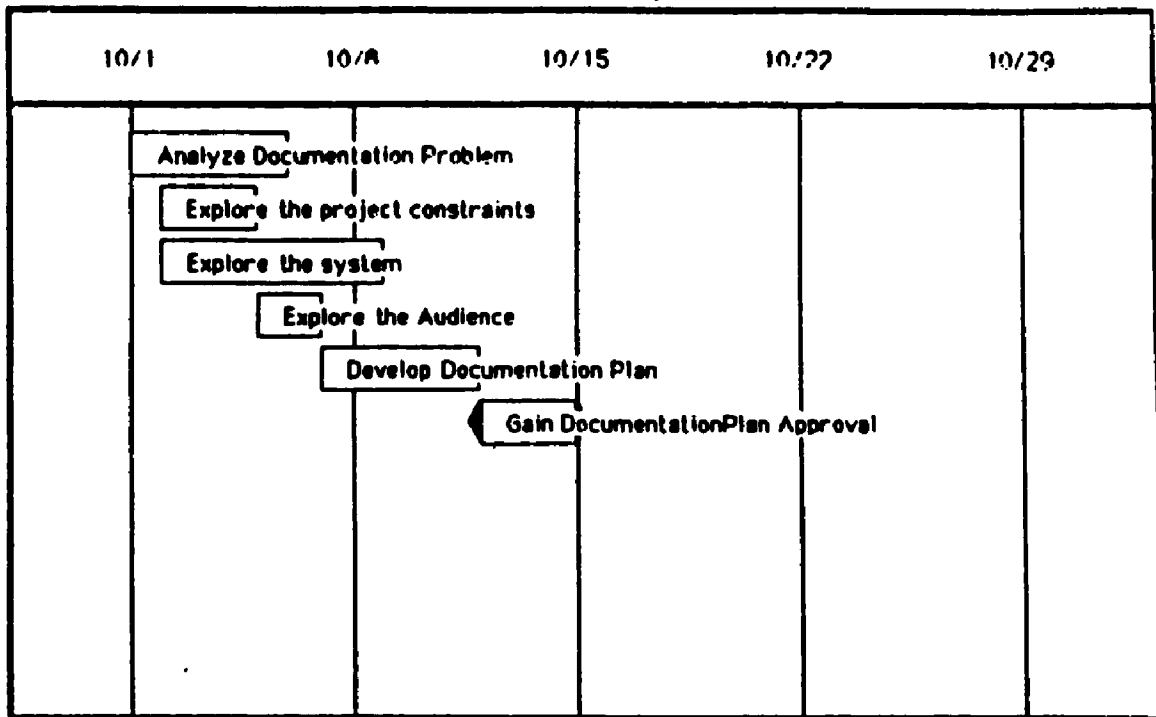 10/1 10/8 10/15 10/22 10/29
Analyze Documentation Problem
Explore the project constraints
Explore the system
Explore the Audience
Develop Documentation Plan
Gain DocumentationPlan Approval